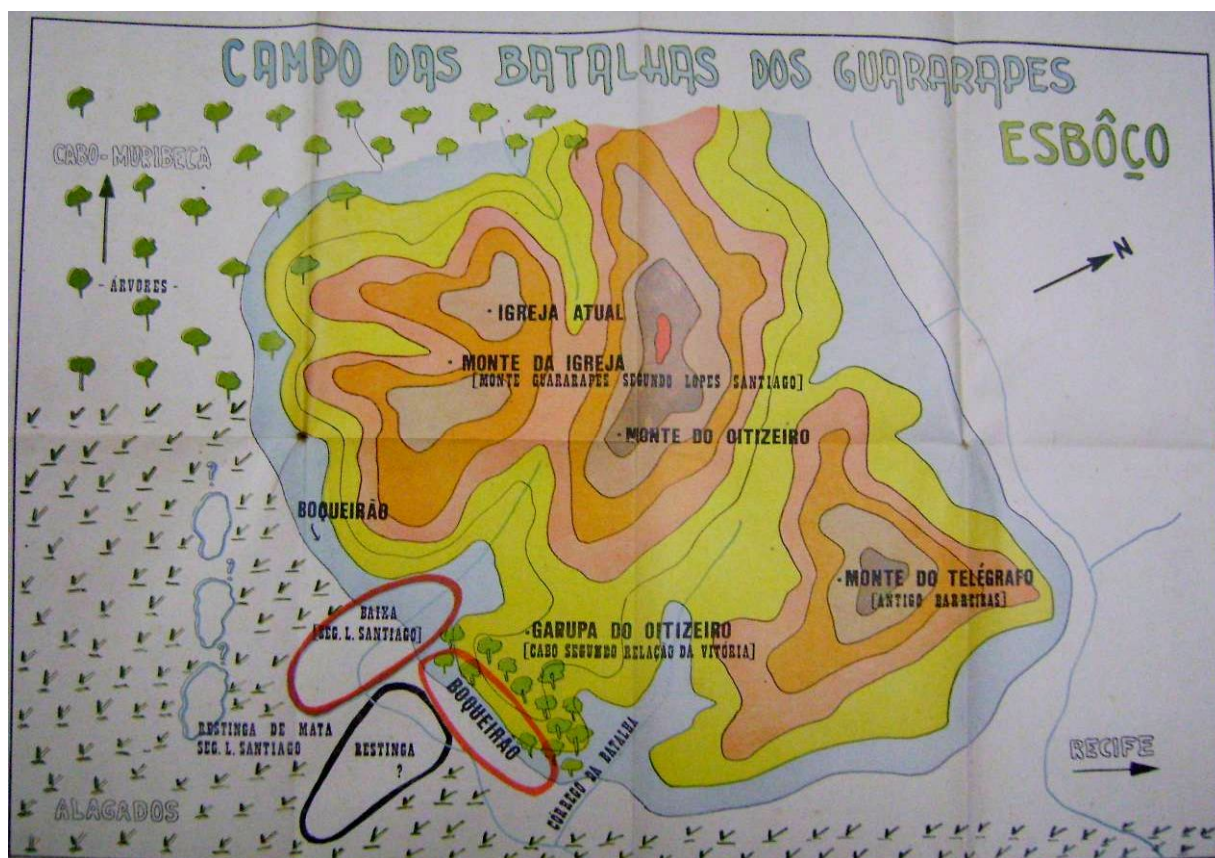 CAMPO DAS BATALHAS DOS GUARARAPES
ESBÔÇO
CABO-MURIBECA
N
- ÁRVORES -
· IGREJA ATUAL
· MONTE DA IGREJA
[MONTE GUARARAPES SEGUNDO LOPES SANTIAGO]
· MONTE DO OITIZEIRO
?
BOQUEIRÃO
?
· MONTE DO TELÉGRAFO
[ANTIGO BARREIRAS]
BAIXA
[SEG. L. SANTIAGO]
· GARUPA DO OITIZEIRO
[CABO SEGUNDO RELAÇÃO DA VITÓRIA]
?
BOQUEIRÃO
RESTINGA DE MATA
SEG. L. SANTIAGO
RESTINGA
?
CORREGO DA BATALHA
RECIFE
ALAGADOS